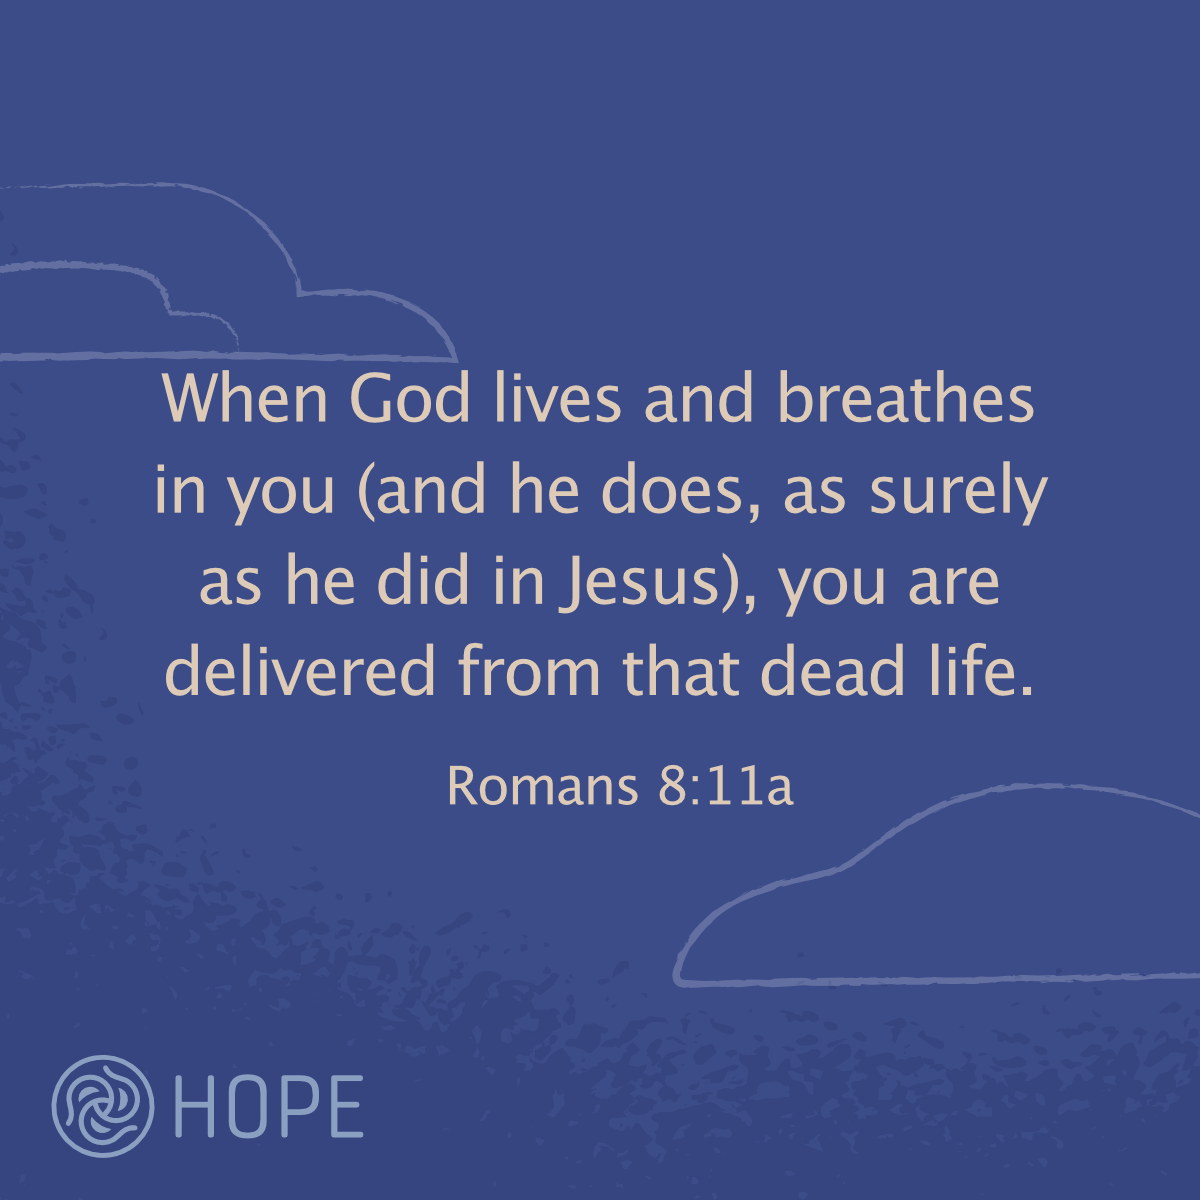 When God lives and breathes
in you (and he does, as surely
as he did in Jesus), you are
delivered from that dead life.
Romans 8:11a
HOPE